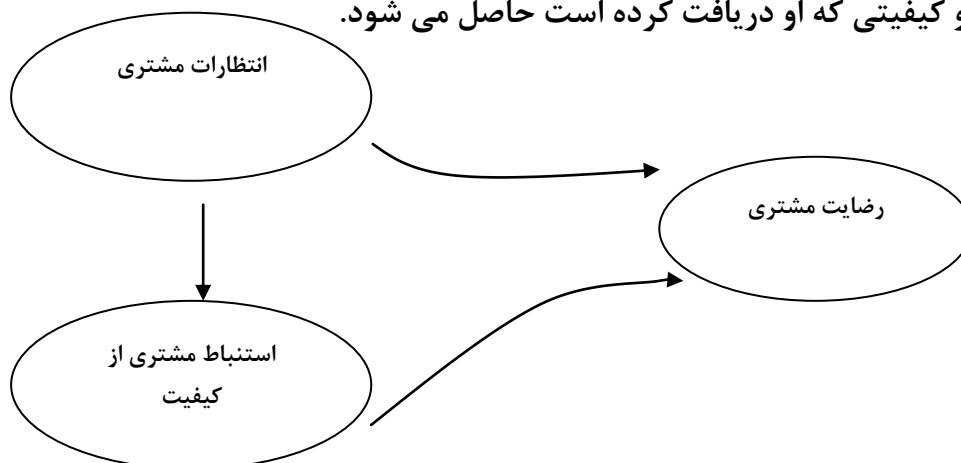 و کیفیتی که او دریافت کرده است حاصل می شود.
انتظارات مشتری
رضایت مشتری
استنباط مشتری از
کیفیت